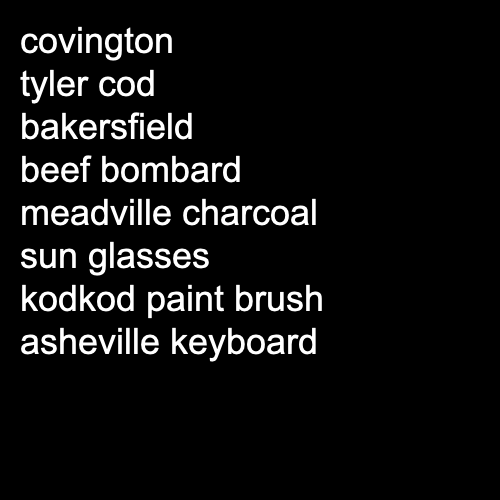 covington
tyler cod
bakersfield
beef bombard
meadville charcoal
sun glasses
kodkod paint brush
asheville keyboard